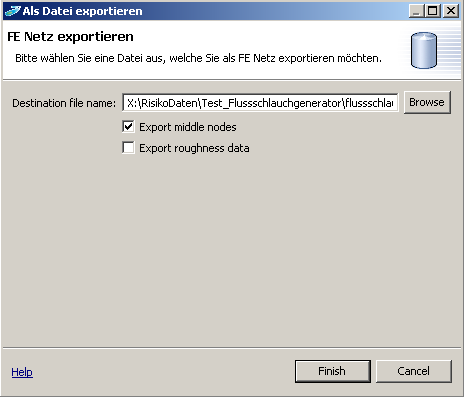 Als Datei exportieren
FE Netz exportieren
Bitte wählen Sie eine Datei aus, welche Sie als FE Netz exportieren möchten.
Destination file name: X:\RisikoDaten\Test_Flussschlauchgenerator\flussschlau Browse
Export middle nodes
Export roughness data
Help Finish Cancel